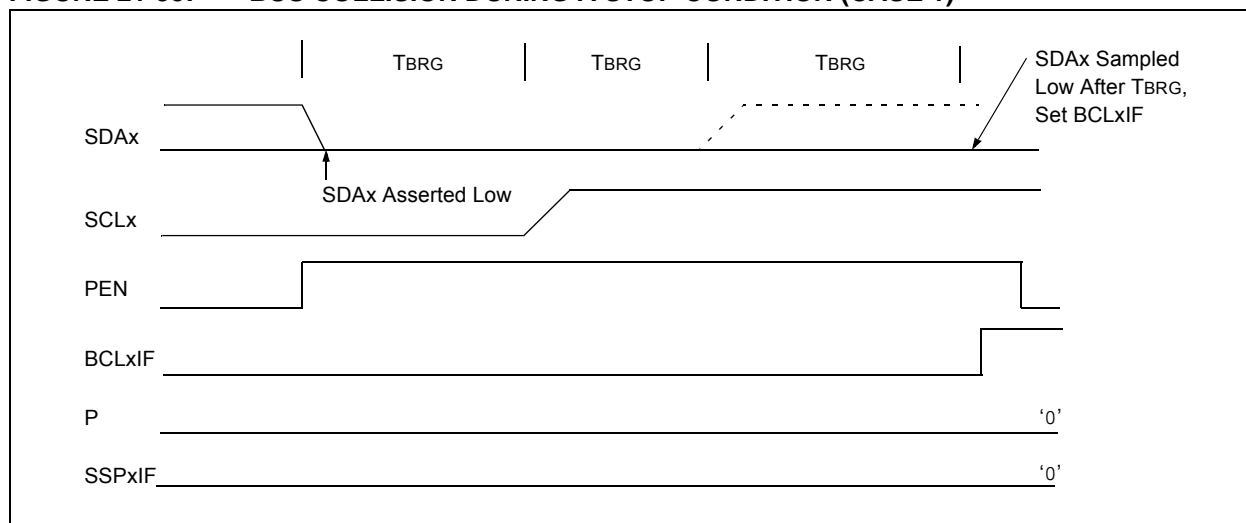 TBRG TBRG TBRG
SDAx Sampled
Low After TBRG,
Set BCLxIF
SDAx
SDAx Asserted Low
SCLx
PEN
BCLxIF
P
‘0’
SSPxIF
‘0’